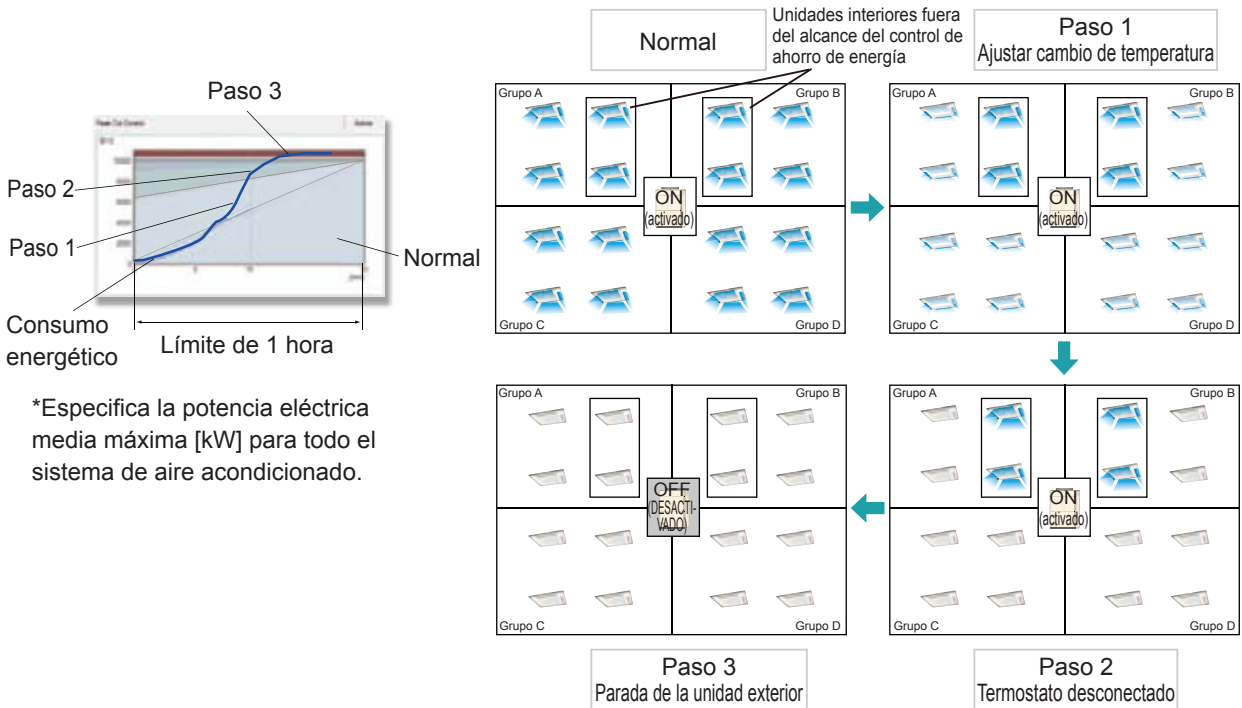 Normal
Unidades interiores fuera
del alcance del control de
ahorro de energía
Paso 1
Ajustar cambio de temperatura
Paso 3
Paso 2
Paso 1
Normal
Consumo
energético
Límite de 1 hora
*Especifica la potencia eléctrica
media máxima [kW] para todo el
sistema de aire acondicionado.
Grupo A
Grupo B
ON
(activado)
Grupo C
Grupo D
Grupo A
Grupo B
ON
(activado)
Grupo C
Grupo D
Grupo A
Grupo B
OFF
(DESACTI-
VADO)
Grupo C
Grupo D
Grupo A
Grupo B
ON
(activado)
Grupo C
Grupo D
Paso 3
Parada de la unidad exterior
Paso 2
Termostato desconectado